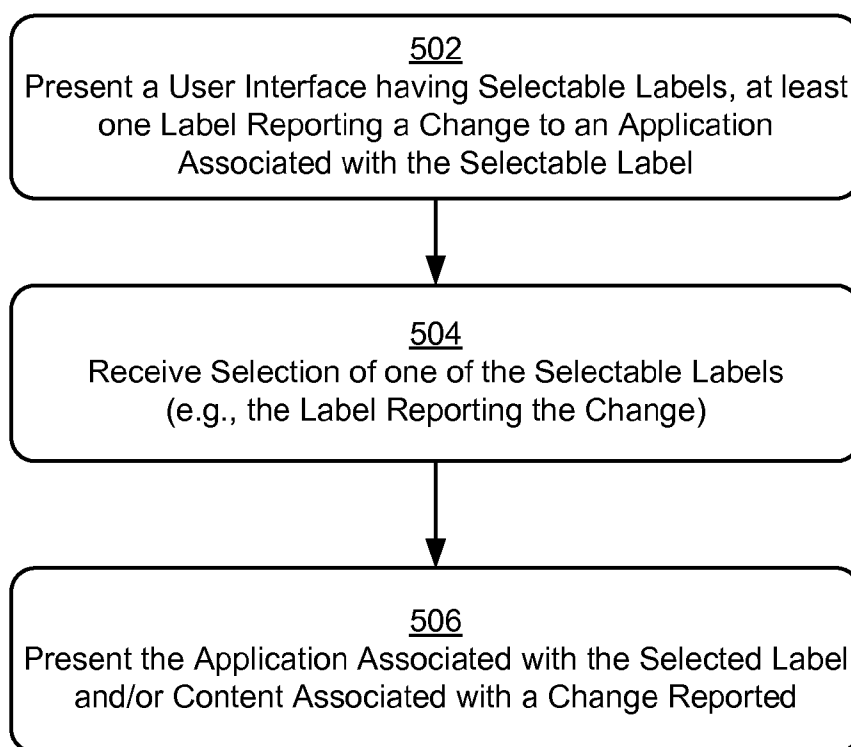 502
Present a User Interface having Selectable Labels, at least
one Label Reporting a Change to an Application
Associated with the Selectable Label
504
Receive Selection of one of the Selectable Labels
(e.g., the Label Reporting the Change)
506
Present the Application Associated with the Selected Label
and/or Content Associated with a Change Reported